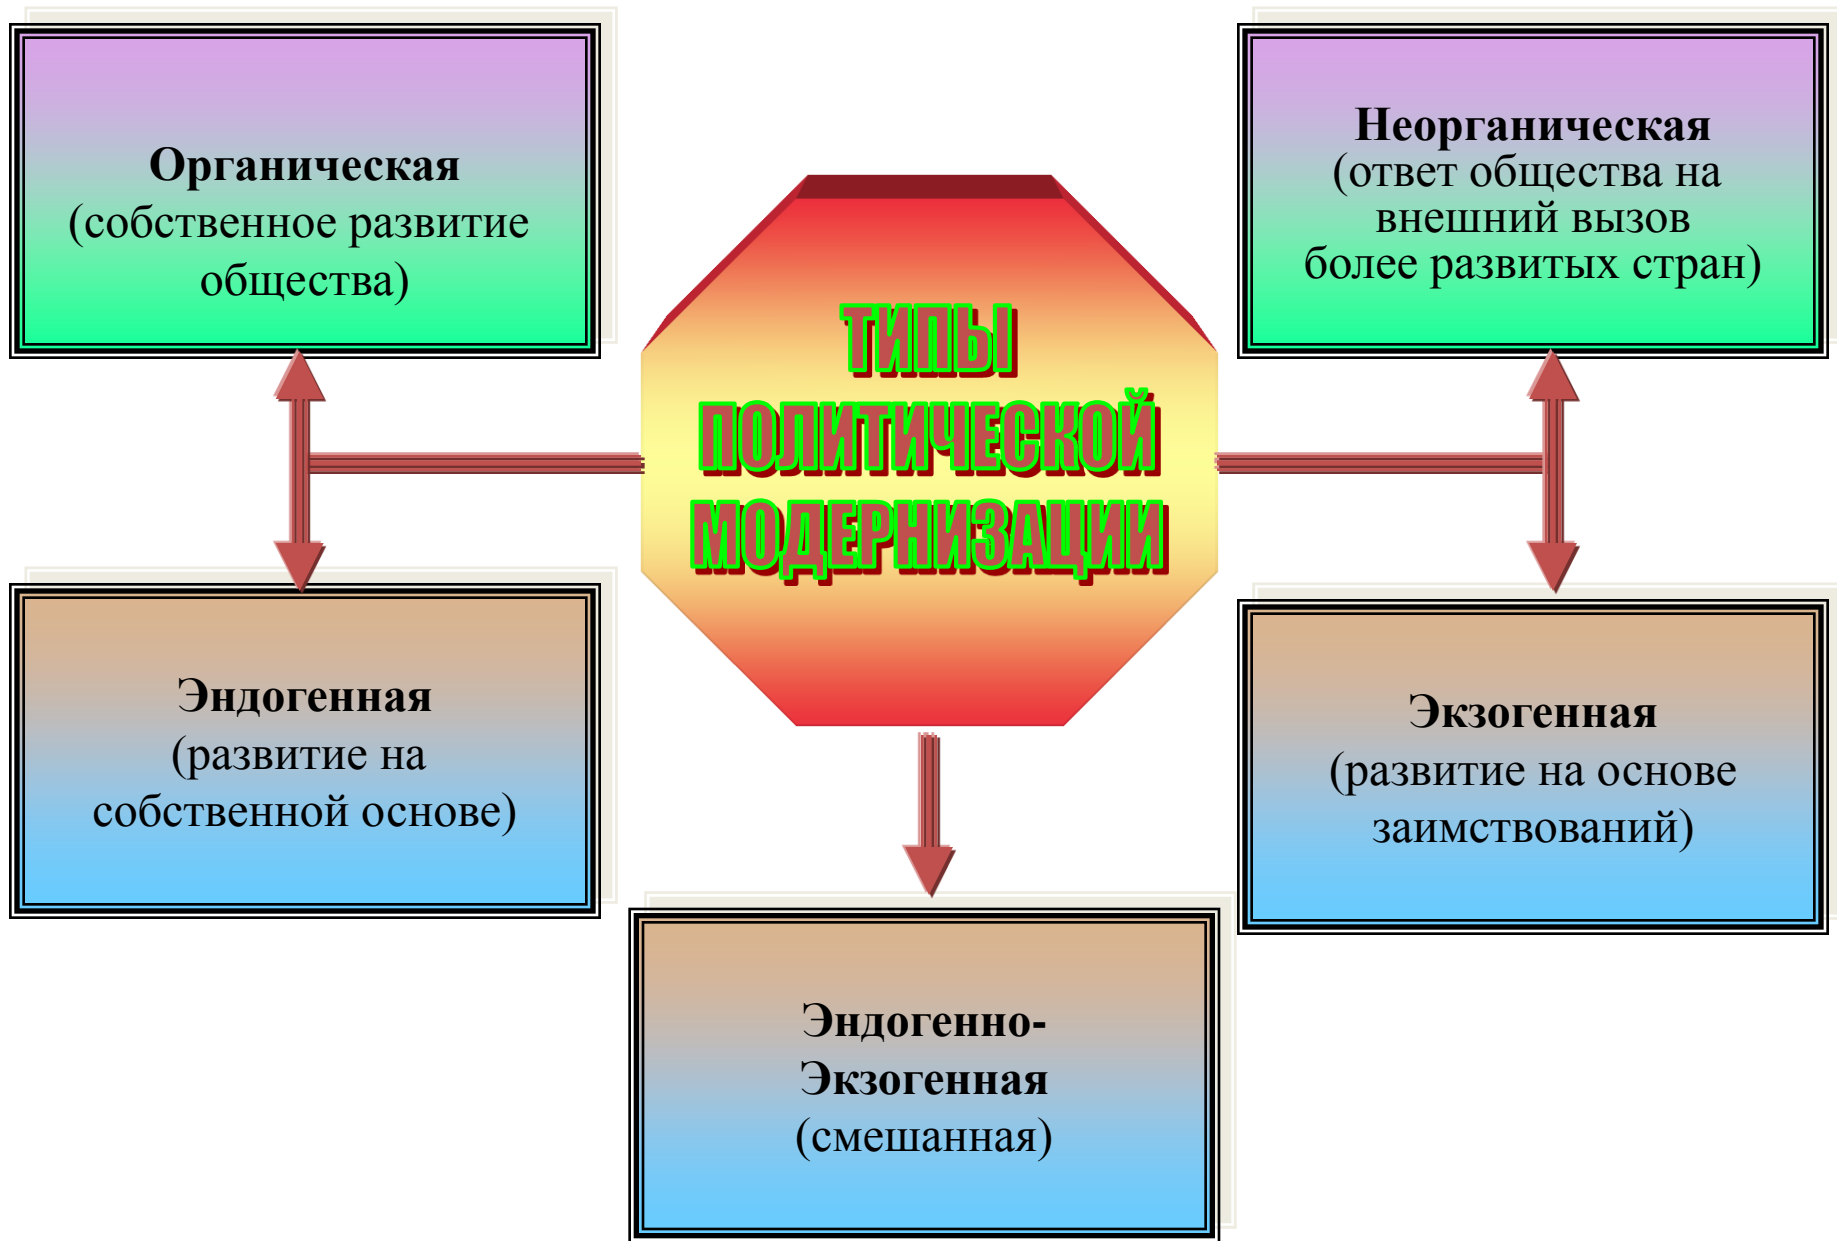 Органическая
(собственное развитие
общества)
Неорганическая
(ответ общества на
внешний вызов
более развитых стран)
ТИПЫ
ПОЛИТИЧЕСКОЙ
МОДЕРНИЗАЦИИ
Эндогенная
(развитие на
собственной основе)
Экзогенная
(развитие на основе
заимствований)
Эндогенно-
Экзогенная
(смешанная)